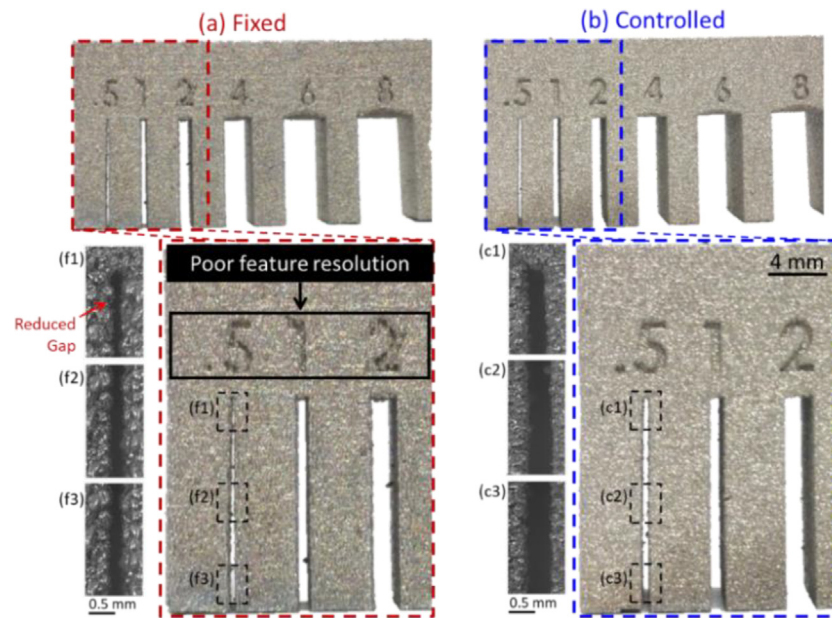 (a) Fixed
(b) Controlled
.5 1 2 4 6 8
.5 1 2 4 6 8
(f1)
Reduced
Gap
(f2)
(f3)
0.5 mm
Poor feature resolution
.5 1 2
(f1)
(f2)
(f3)
(c1)
(c2)
(c3)
0.5 mm
4 mm
.5 1 2
(c1)
(c2)
(c3)